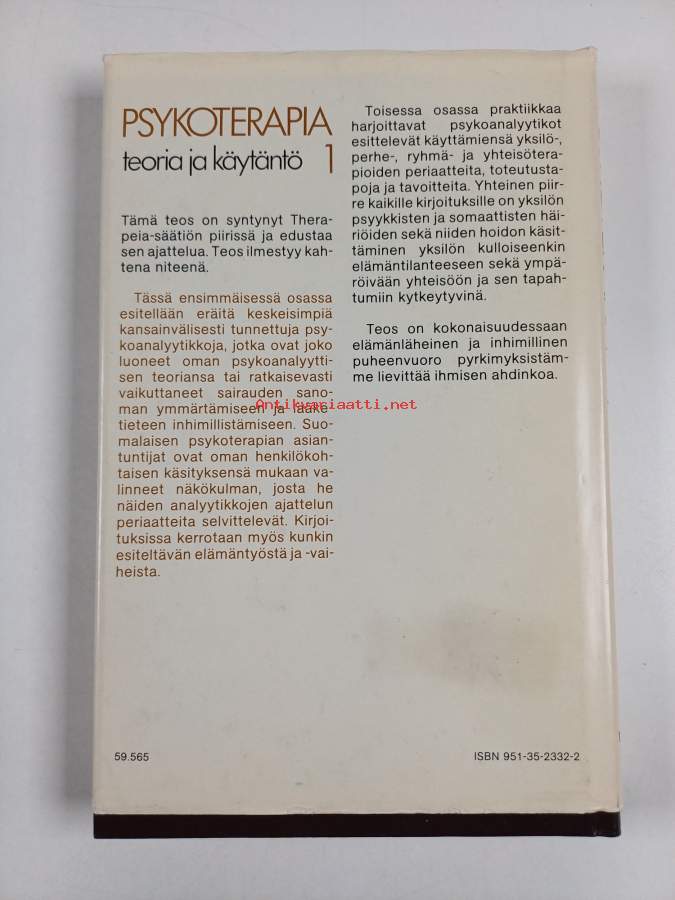 PSYKOTERAPIA
teoria ja käytäntö 1
Tämä teos on syntynyt Thera-
peia-säätiön piirissä ja edustaa
sen ajattelua. Teos ilmestyy kah-
tena niteenä.
Tässä ensimmäisessä osassa
esitellään eräitä keskeisimpiä
kansainvälisesti tunnettuja psy-
koanalyytikkoja, jotka ovat joko
luoneet oman psykoanalyytti-
sen teoriansa tai ratkaisevasti
vaikuttaneet sairauden sano-
man ymmärtämiseen ja lääke-
tieteen inhimillistämiseen. Suo-
malaisen psykoterapian asian-
tuntijat ovat oman henkilökoh-
taisen käsityksensä mukaan va-
linneet näkökulman, josta he
näiden analyytikkojen ajattelun
periaatteita selvittelevät. Kirjoi-
tuksissa kerrotaan myös kunkin
esiteltävän elämäntyöstä ja -vai-
heista.
Toisessa osassa praktiikkaa
harjoittavat psykoanalyytikot
esittelevät käyttämiensä yksilö-,
perhe-, ryhmä- ja yhteisötera-
pioiden periaatteita, toteutusta-
poja ja tavoitteita. Yhteinen piir-
re kaikille kirjoituksille on yksilön
psyykkisten ja somaattisten häi-
riöiden sekä niiden hoidon käsit-
täminen yksilön kulloiseenkin
elämäntilanteeseen sekä ympä-
röivään yhteisöön ja sen tapah-
tumiin kytkeytyvinä.
Teos on kokonaisuudessaan
elämänläheinen ja inhimillinen
puheenvuoro pyrkimyksistäm-
me lievittää ihmisen ahdinkoa.
Antikvariaatti.net
59.565
ISBN 951-35-2332-2